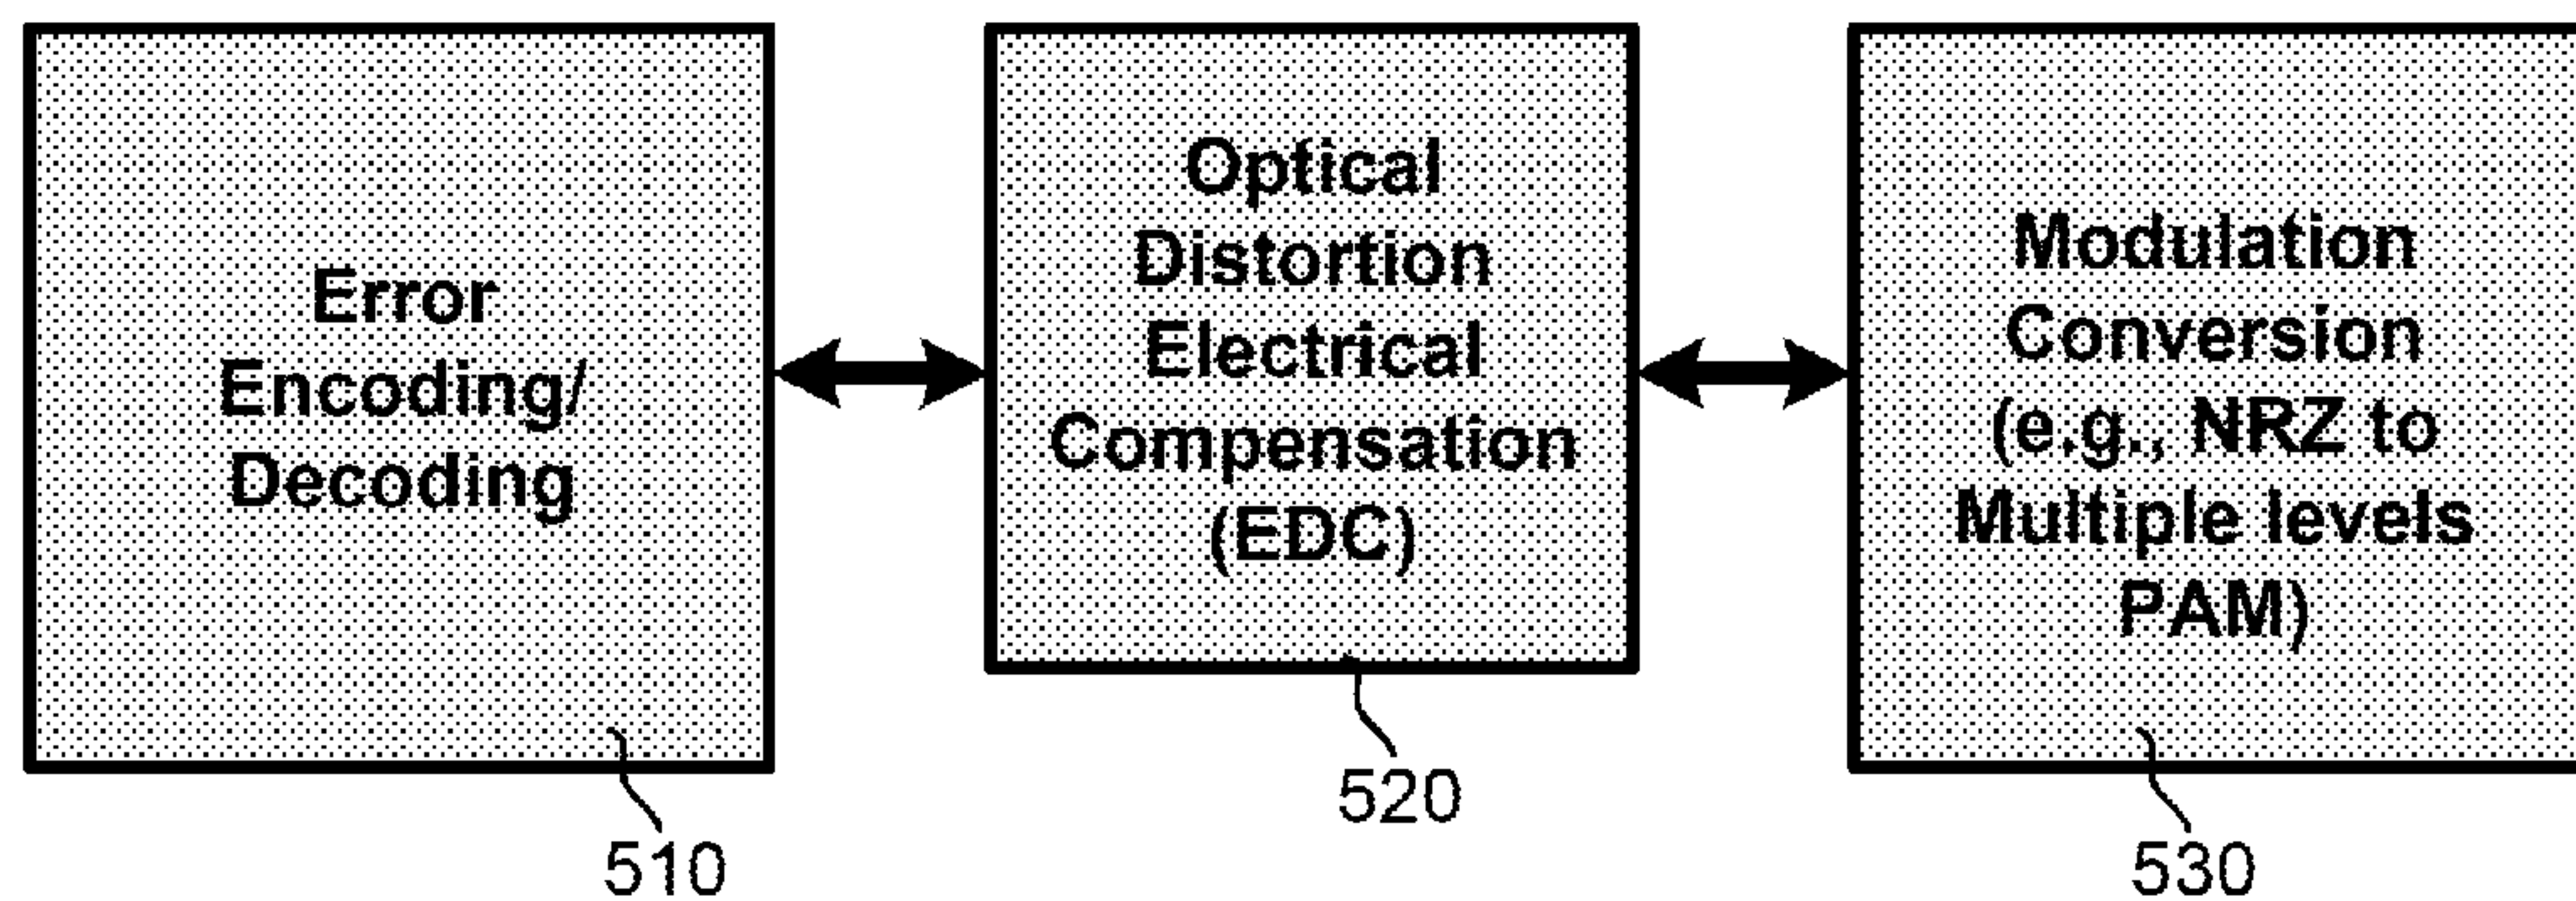 Error
Encoding/
Decoding
510
Optical
Distortion
Electrical
Compensation
(EDC)
520
Modulation
Conversion
(e.g., NRZ to
Multiple levels
PAM)
530